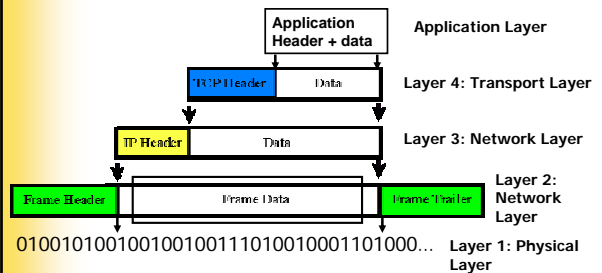 Application
Header + data
Application Layer
TCP Header
Data
Layer 4: Transport Layer
IP Header
Data
Layer 3: Network Layer
Frame Header
Frame Data
Frame Trailer
Layer 2:
Network
Layer
010010100100100100111010010001101000...
Layer 1: Physical
Layer